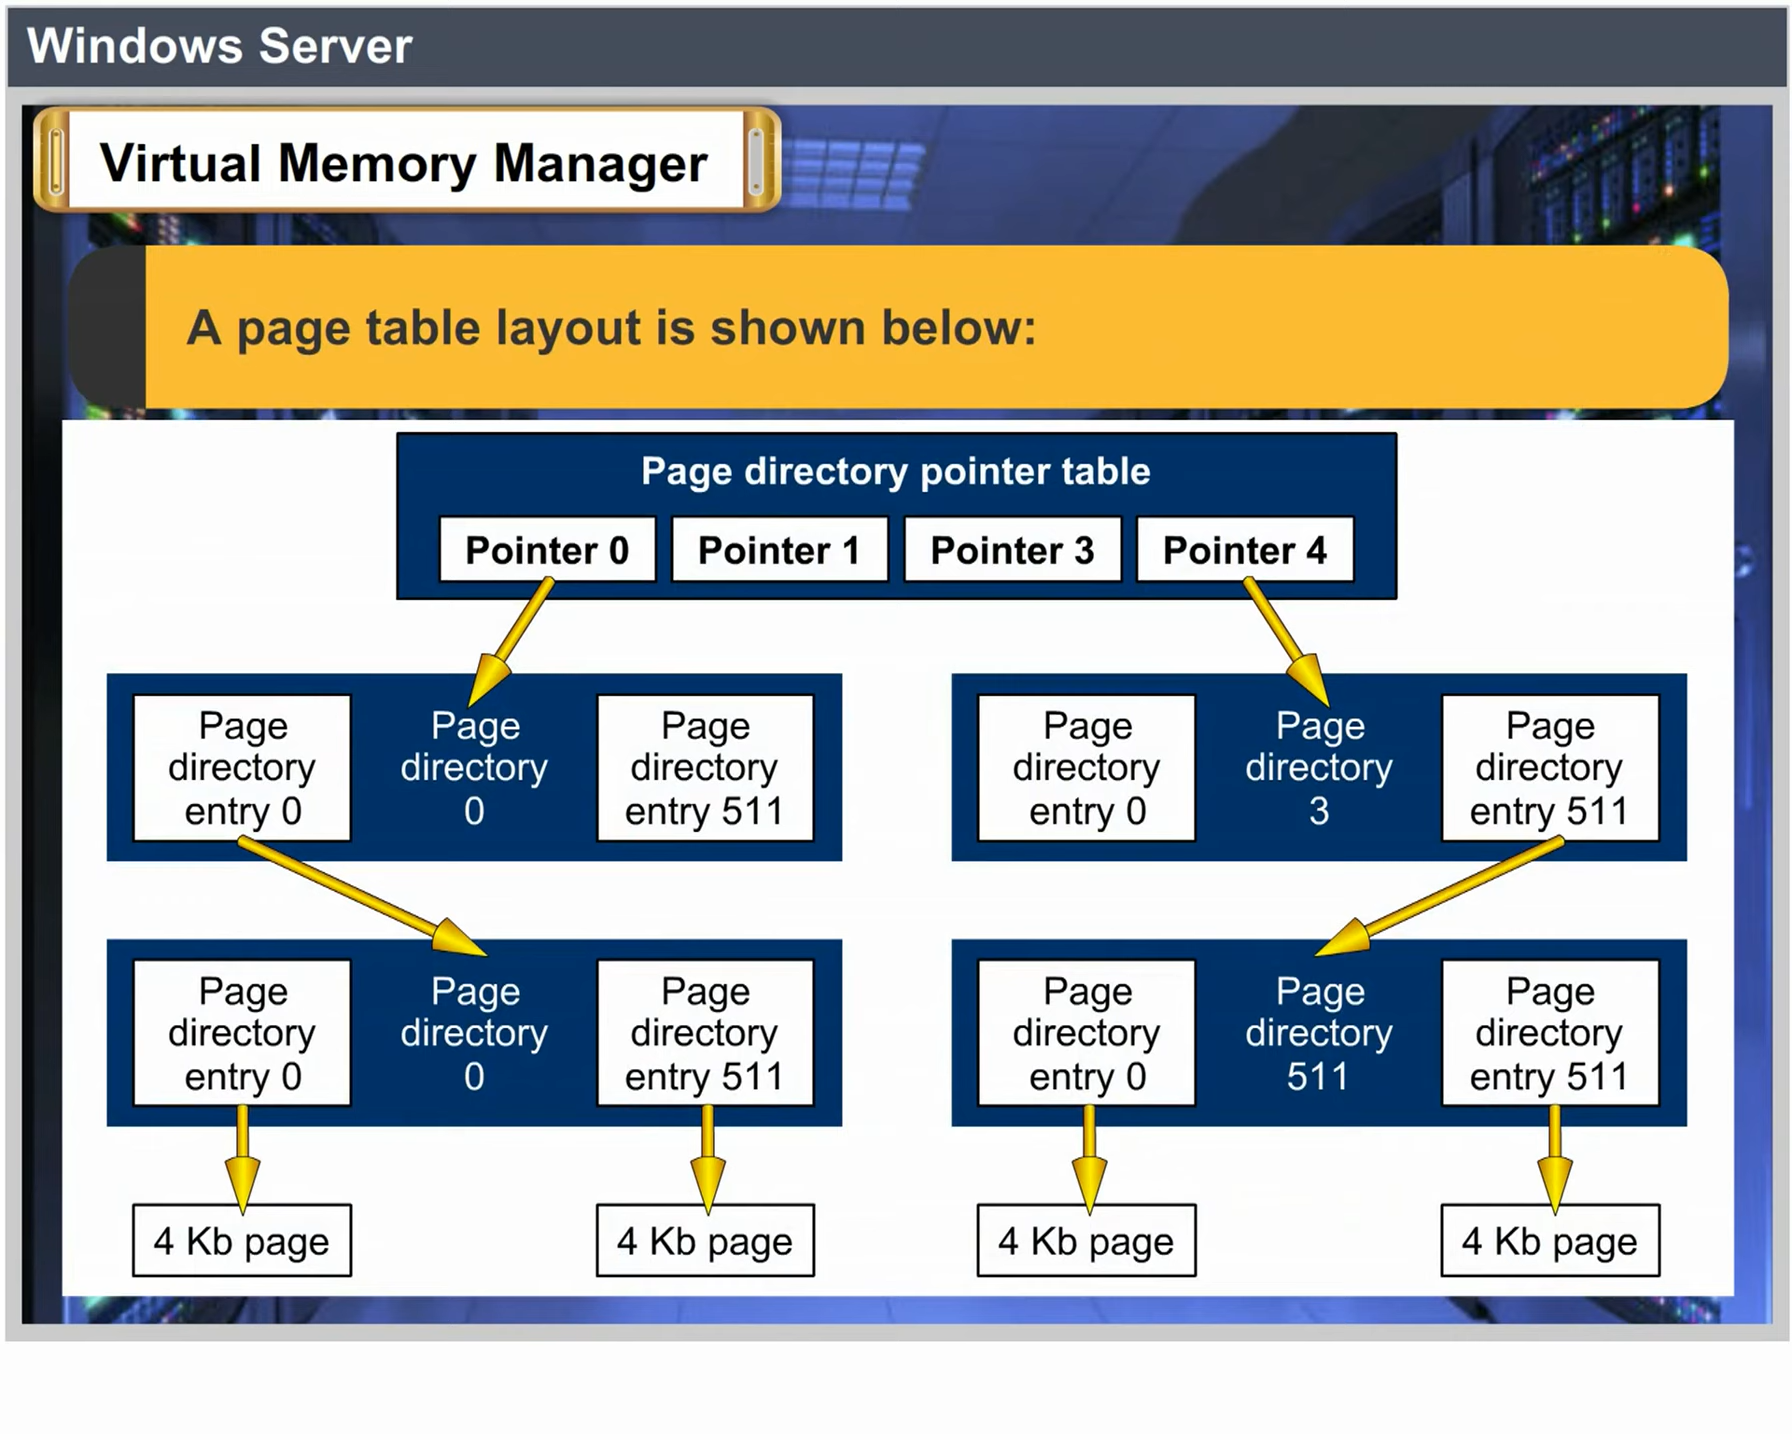 Windows Server
Virtual Memory Manager
A page table layout is shown below:
Page directory pointer table
Pointer 0
Pointer 1
Pointer 3
Pointer 4
Page
directory
entry 0
Page
directory
0
Page
directory
entry 511
Page
directory
entry 0
Page
directory
3
Page
directory
entry 511
Page
directory
entry 0
Page
directory
0
Page
directory
entry 511
Page
directory
entry 0
Page
directory
511
Page
directory
entry 511
4 Kb page
4 Kb page
4 Kb page
4 Kb page